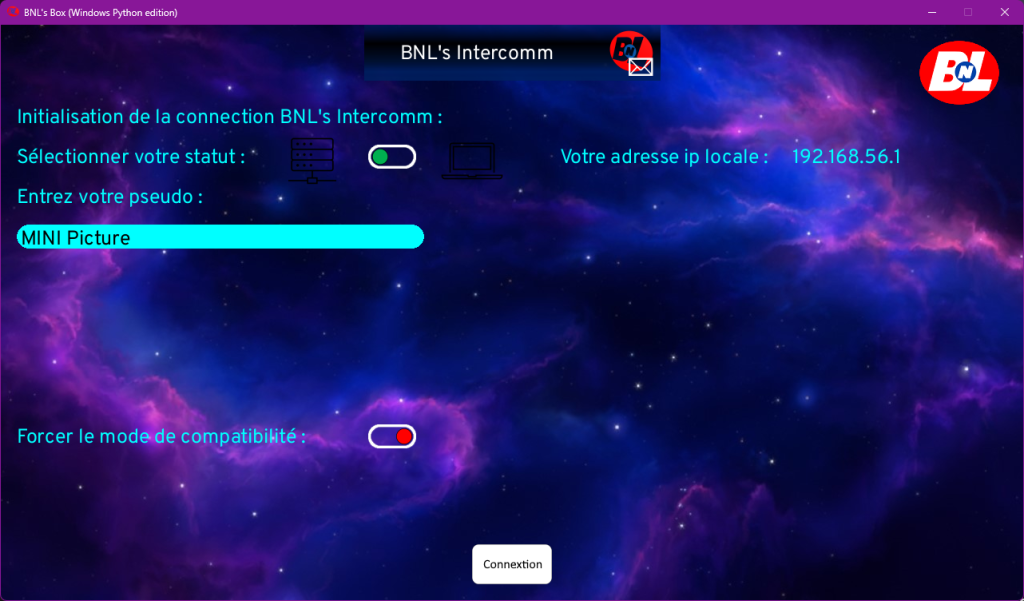 BNL's Box (Windows Python edition)
BNL's Intercomm
BNL
BNL
Initialisation de la connection BNL's Intercomm :
Sélectionner votre statut :
Votre adresse ip locale : 192.168.56.1
Entrez votre pseudo :
MINI Picture
Forcer le mode de compatibilité :
Connextion